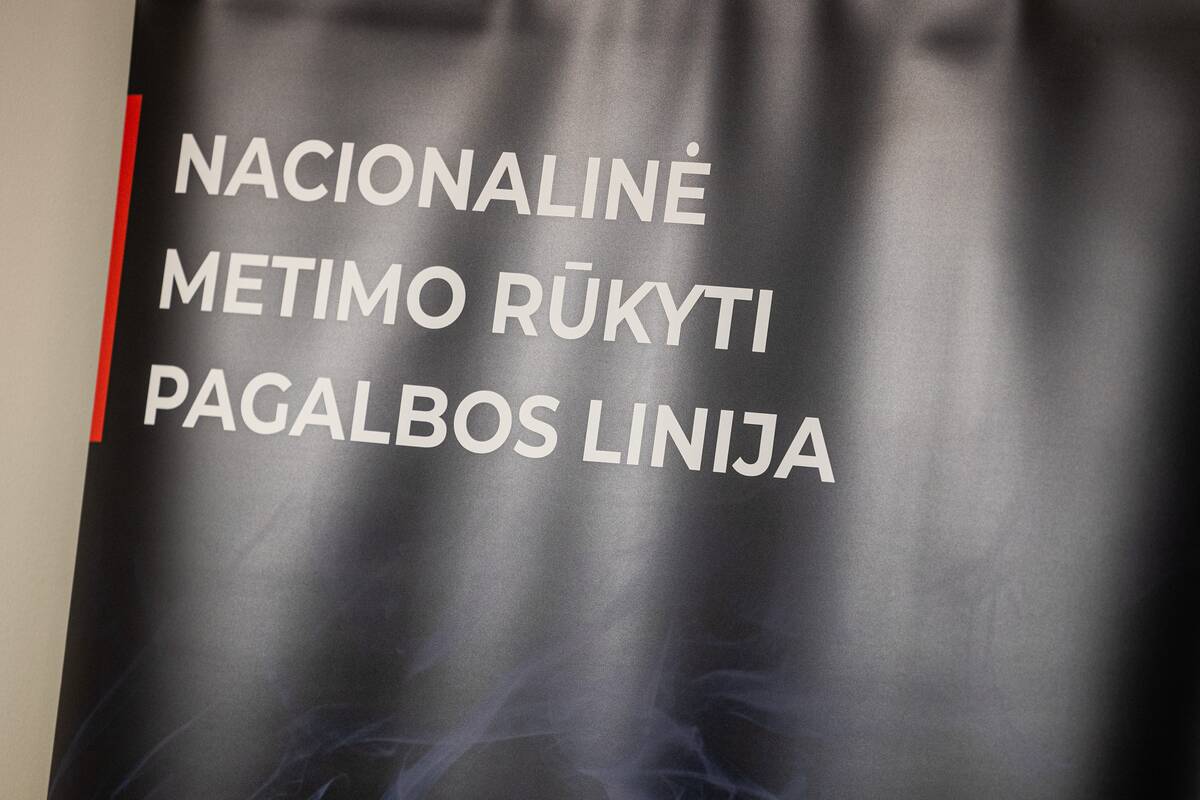 NACIONALINĖ
METIMO RŪKYTI
PAGALBOS LINIJA